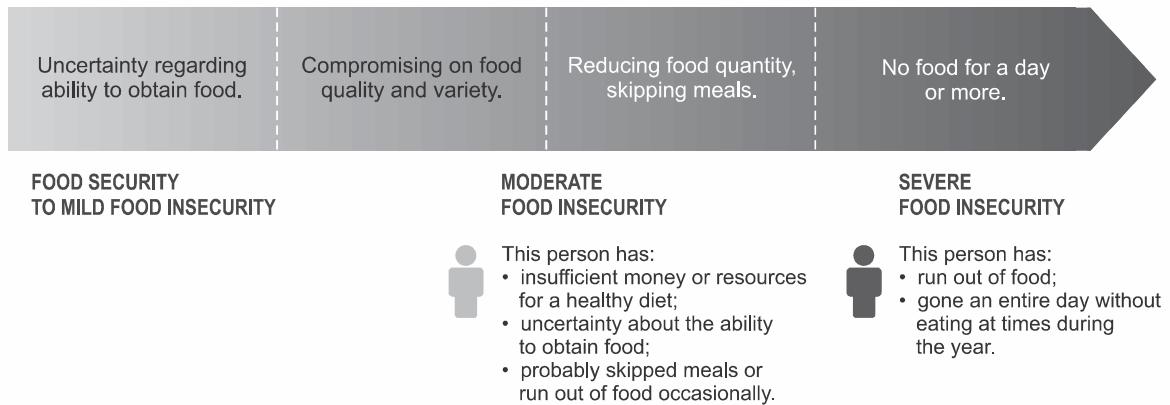 Uncertainty regarding
ability to obtain food.
Compromising on food
quality and variety.
Reducing food quantity,
skipping meals.
No food for a day
or more.
FOOD SECURITY
TO MILD FOOD INSECURITY
MODERATE
FOOD INSECURITY
This person has:
• insufficient money or resources
for a healthy diet;
• uncertainty about the ability
to obtain food;
• probably skipped meals or
run out of food occasionally.
SEVERE
FOOD INSECURITY
This person has:
• run out of food;
• gone an entire day without
eating at times during
the year.